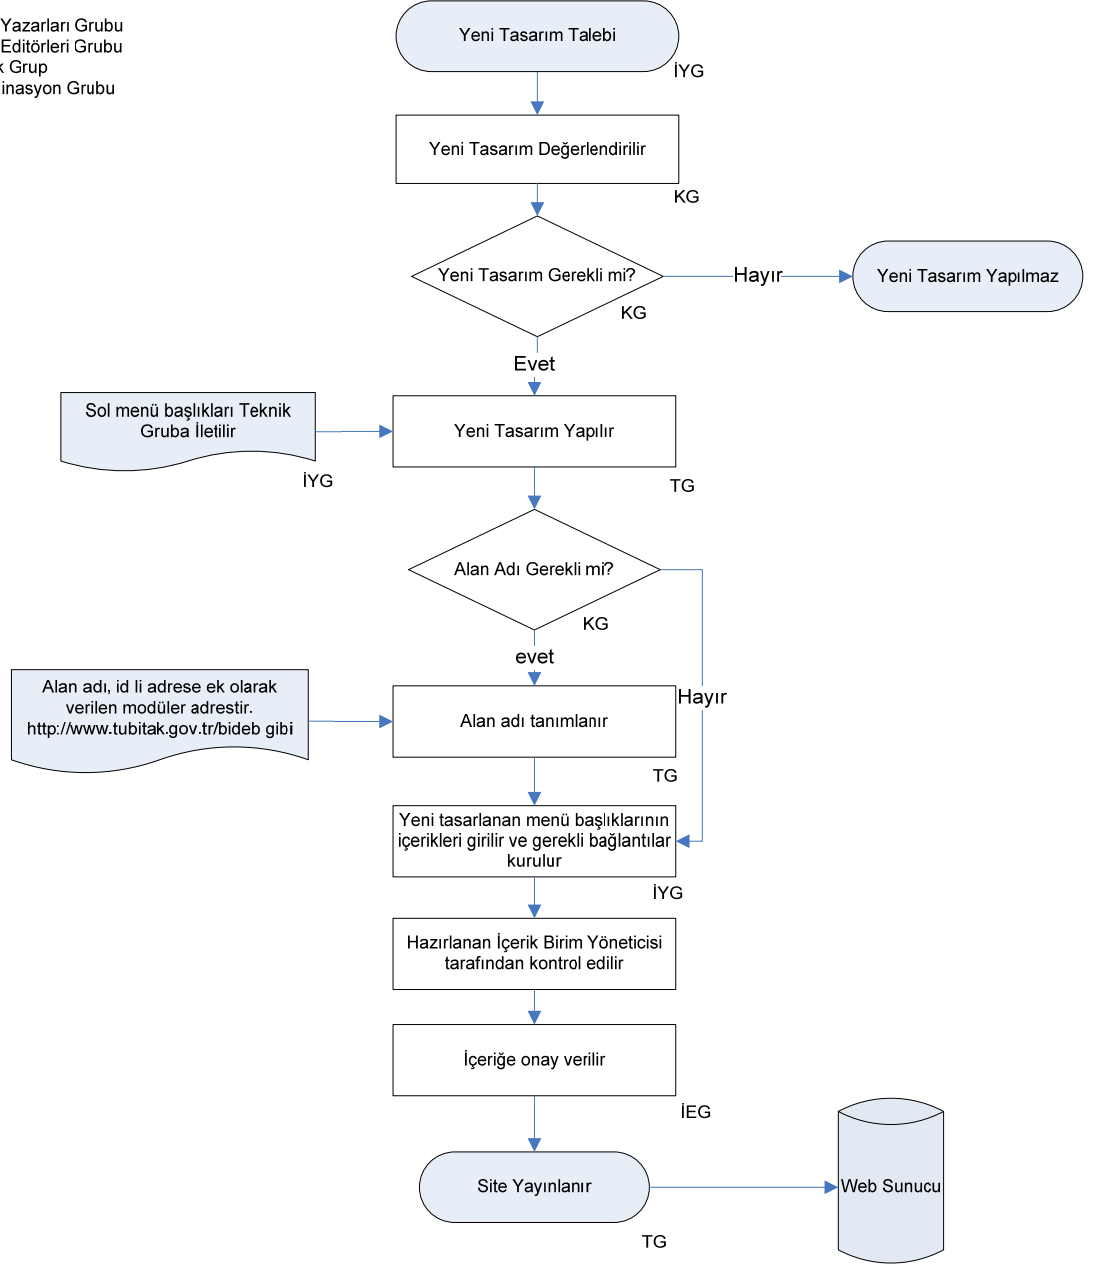 Yazarları Grubu
Editörleri Grubu
k Grup
inasyon Grubu
Yeni Tasarım Talebi
İYG
Yeni Tasarım Değerlendirilir
KG
Yeni Tasarım Gerekli mi?
KG
Hayır
Yeni Tasarım Yapılmaz
Evet
Sol menü başlıkları Teknik
Gruba İletilir
İYG
Yeni Tasarım Yapılır
TG
Alan Adı Gerekli mi?
KG
evet
Hayır
Alan adı, id li adrese ek olarak
verilen modüler adrestir.
http://www.tubitak.gov.tr/bideb gibi
Alan adı tanımlanır
TG
Yeni tasarlanan menü başlıklarının
içerikleri girilir ve gerekli bağlantılar
kurulur
İYG
Hazırlanan İçerik Birim Yöneticisi
tarafından kontrol edilir
İçeriğe onay verilir
İEG
Site Yayınlanır
TG
Web Sunucu